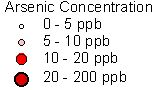 Arsenic Concentration
0 - 5 ppb
5 - 10 ppb
10 - 20 ppb
20 - 200 ppb